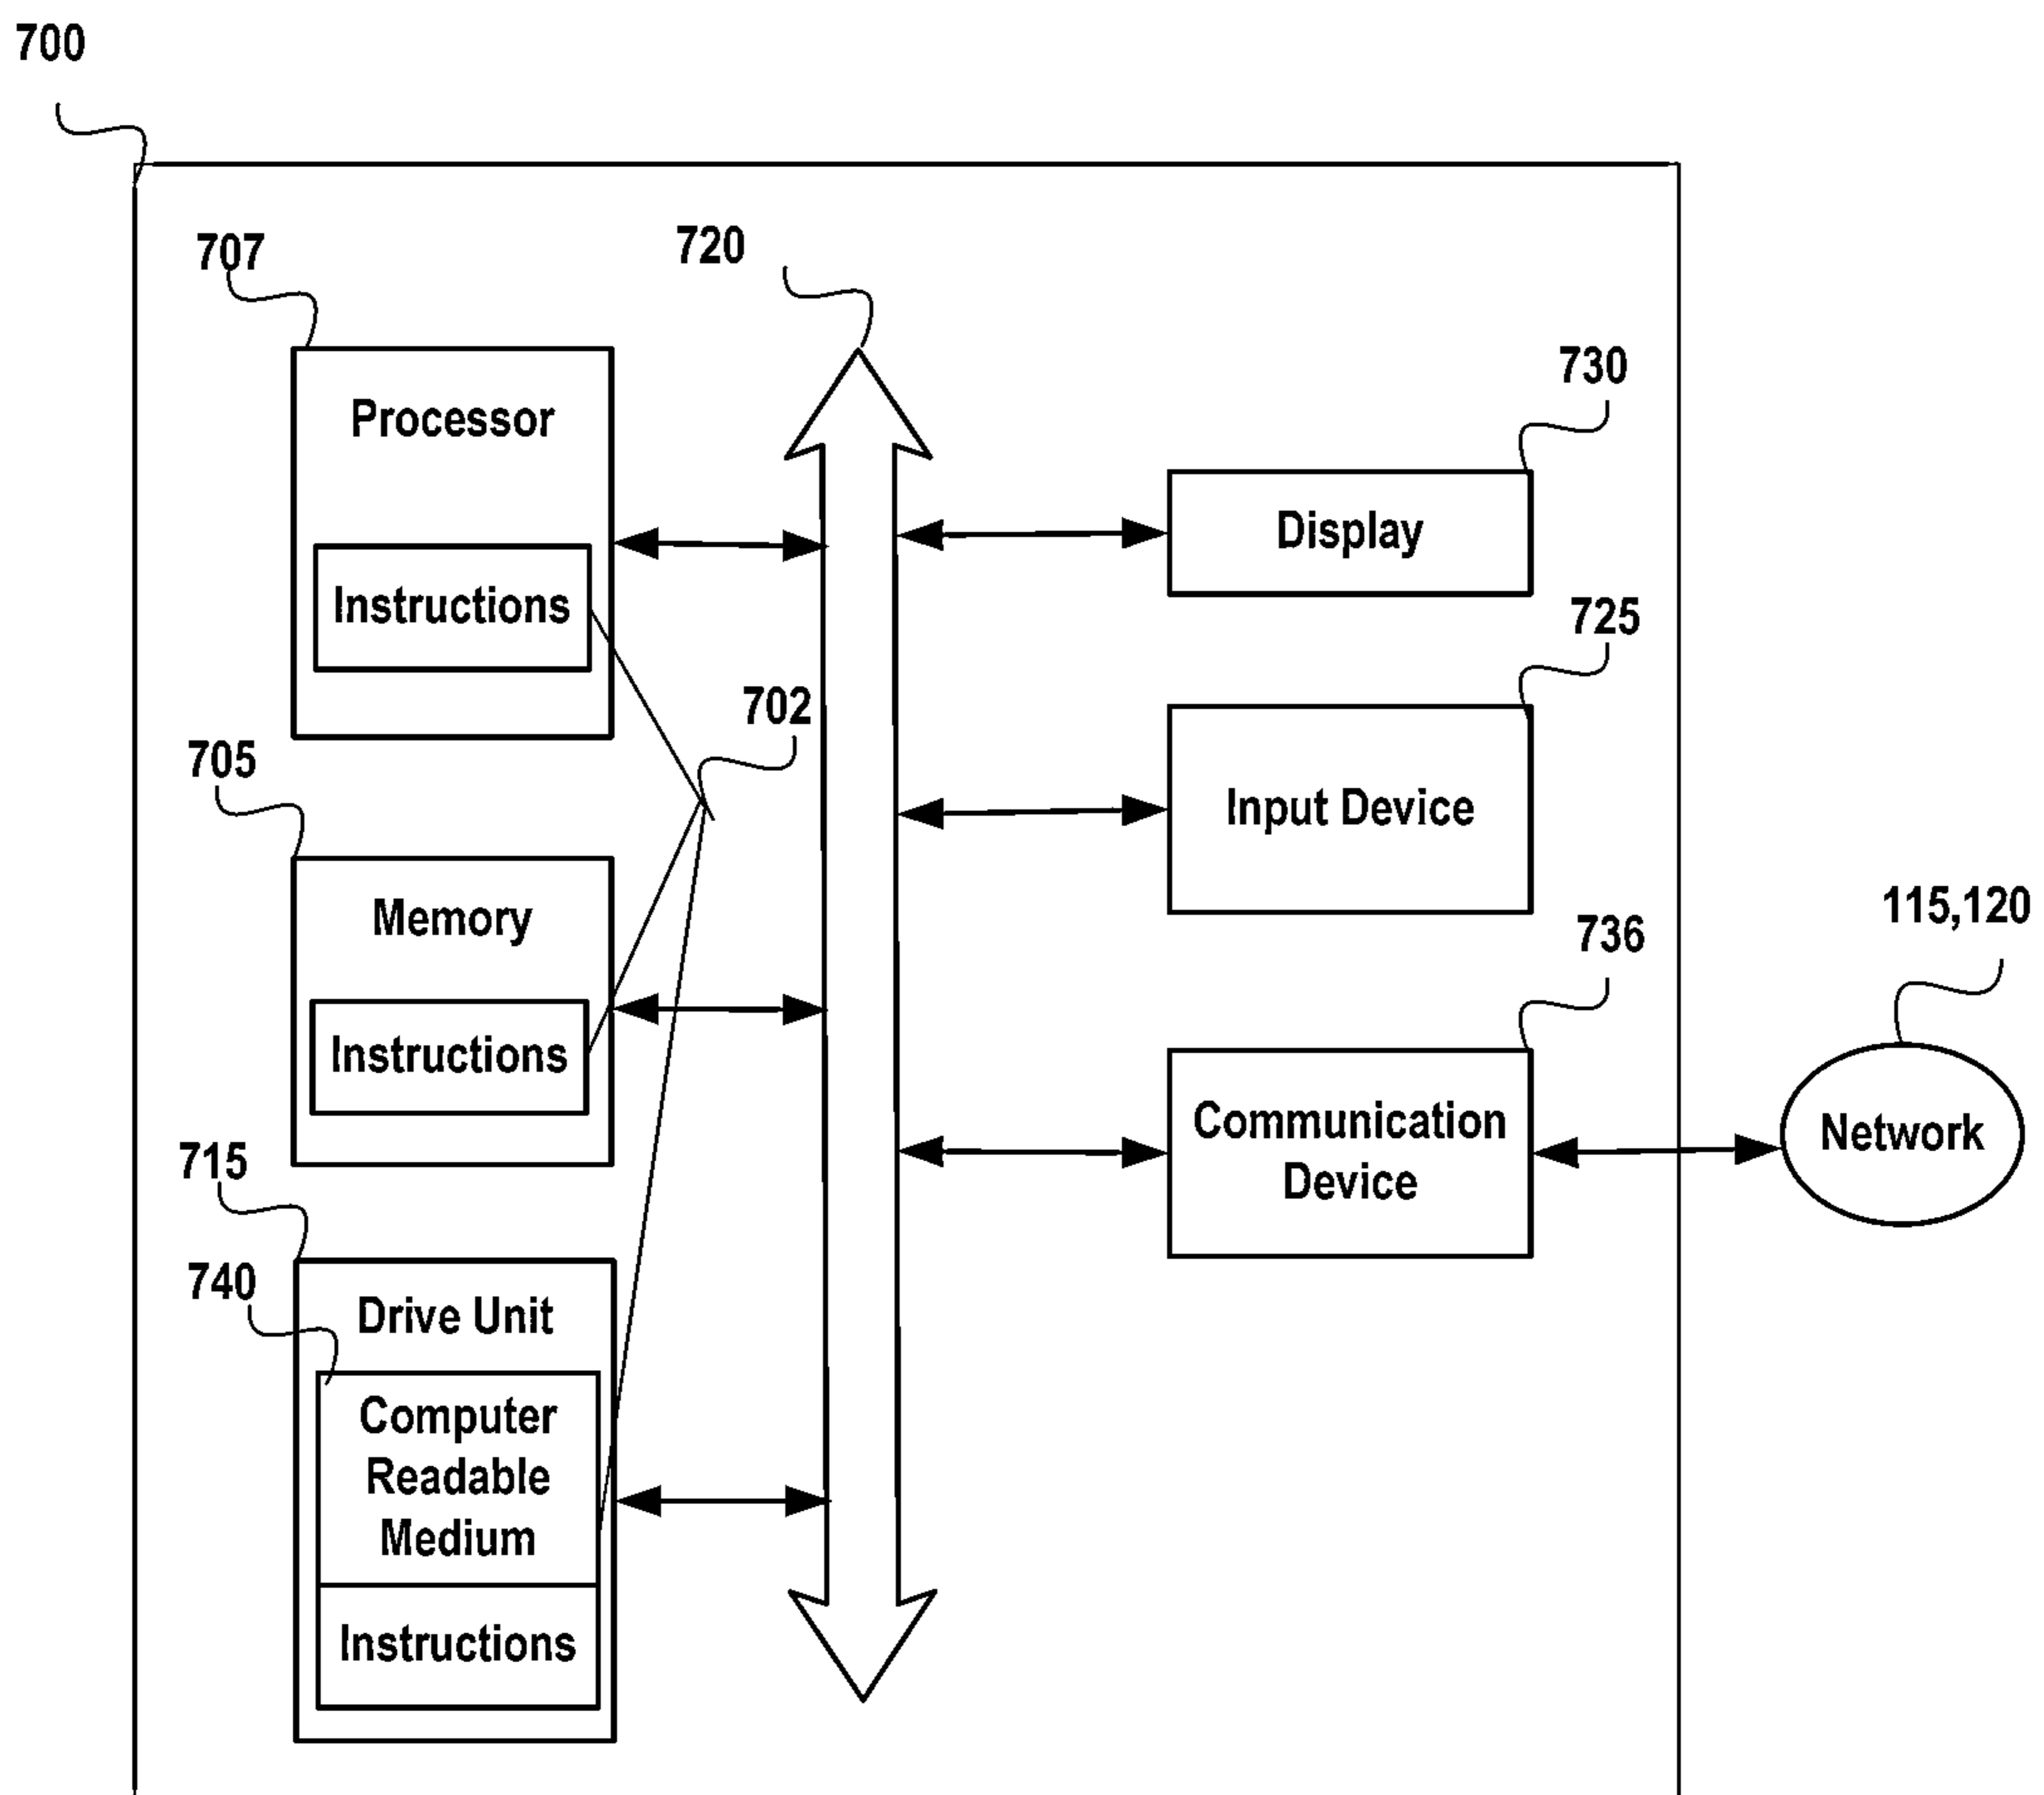 700
707
720
730
Processor
Display
Instructions
725
702
705
Input Device
Memory
115,120
736
Instructions
Communication
Device
Network
715
740
Drive Unit
Computer
Readable
Medium
Instructions